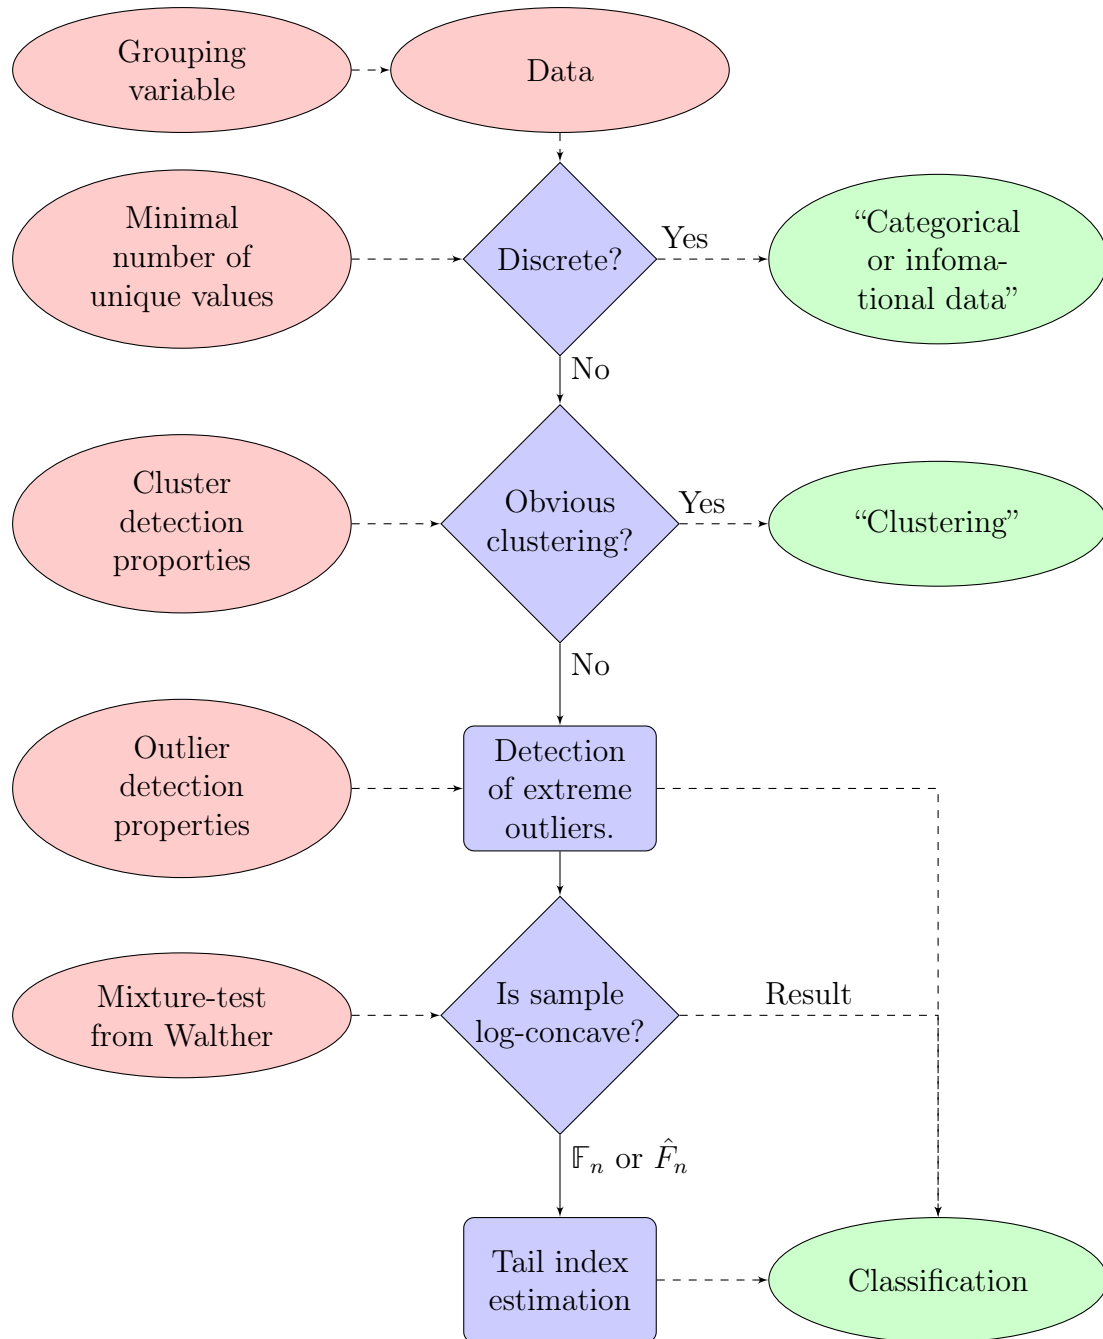 Grouping
variable
Data
Minimal
number of
unique values
Discrete?
Yes
“Categorical
or infoma-
tional data”
No
Cluster
detection
proporties
Obvious
clustering?
Yes
“Clustering”
No
Outlier
detection
properties
Detection
of extreme
outliers.
Mixture-test
from Walther
Is sample
log-concave?
Result
𝔽ₙ or F̂ₙ
Tail index
estimation
Classification